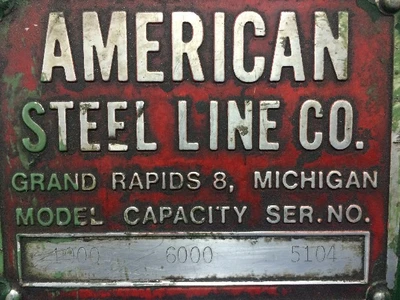 AMERICAN
STEEL LINE CO.
GRAND RAPIDS 8, MICHIGAN
MODEL CAPACITY SER.NO.
6000 5104